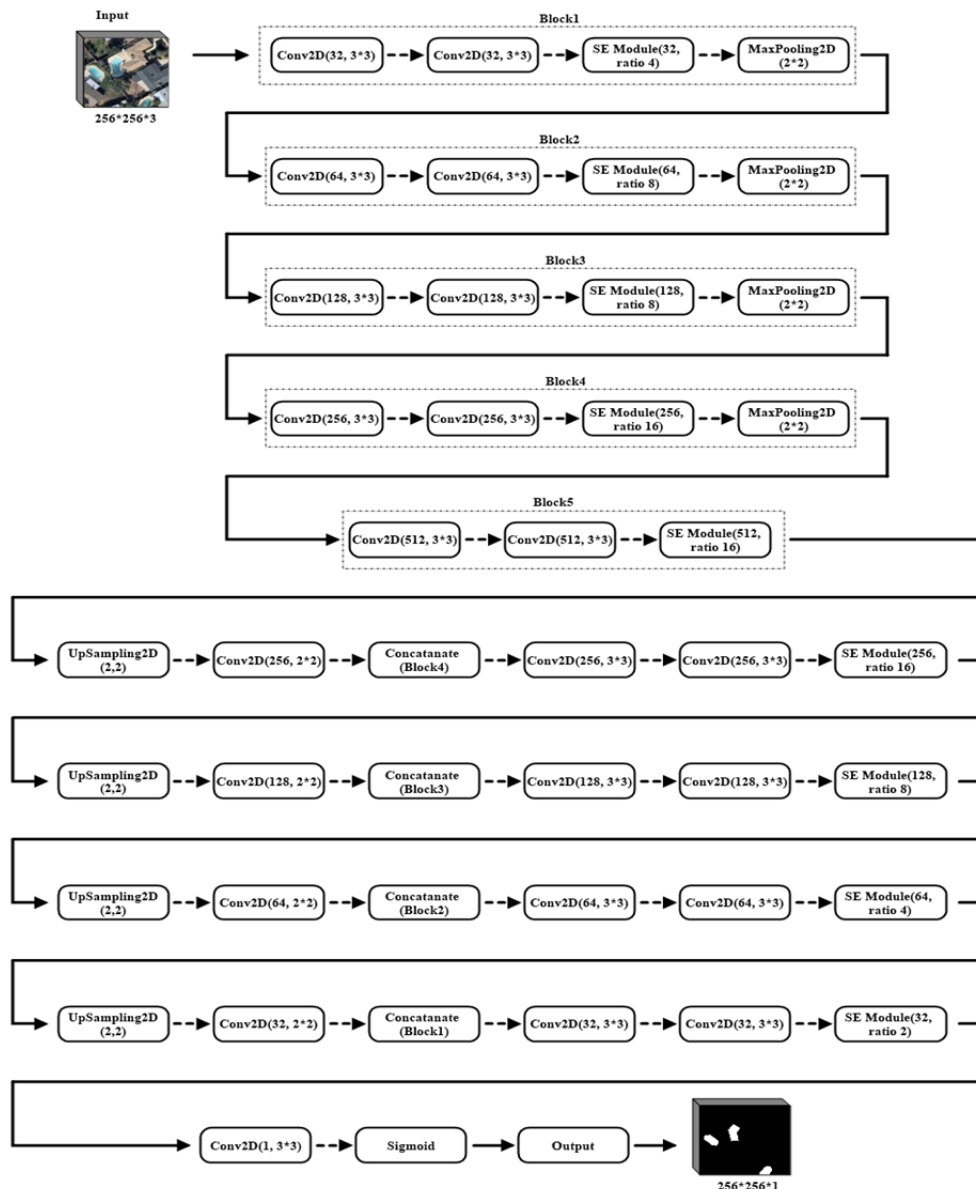 Input
256*256*3
Block1
Conv2D(32, 3*3)
Conv2D(32, 3*3)
SE Module(32,
ratio 4)
MaxPooling2D
(2*2)
Block2
Conv2D(64, 3*3)
Conv2D(64, 3*3)
SE Module(64,
ratio 8)
MaxPooling2D
(2*2)
Block3
Conv2D(128, 3*3)
Conv2D(128, 3*3)
SE Module(128,
ratio 8)
MaxPooling2D
(2*2)
Block4
Conv2D(256, 3*3)
Conv2D(256, 3*3)
SE Module(256,
ratio 16)
MaxPooling2D
(2*2)
Block5
Conv2D(512, 3*3)
Conv2D(512, 3*3)
SE Module(512,
ratio 16)
UpSampling2D
(2,2)
Conv2D(256, 2*2)
Concatanate
(Block4)
Conv2D(256, 3*3)
Conv2D(256, 3*3)
SE Module(256,
ratio 16)
UpSampling2D
(2,2)
Conv2D(128, 2*2)
Concatanate
(Block3)
Conv2D(128, 3*3)
Conv2D(128, 3*3)
SE Module(128,
ratio 8)
UpSampling2D
(2,2)
Conv2D(64, 2*2)
Concatanate
(Block2)
Conv2D(64, 3*3)
Conv2D(64, 3*3)
SE Module(64,
ratio 4)
UpSampling2D
(2,2)
Conv2D(32, 2*2)
Concatanate
(Block1)
Conv2D(32, 3*3)
Conv2D(32, 3*3)
SE Module(32,
ratio 2)
Conv2D(1, 3*3)
Sigmoid
Output
256*256*1